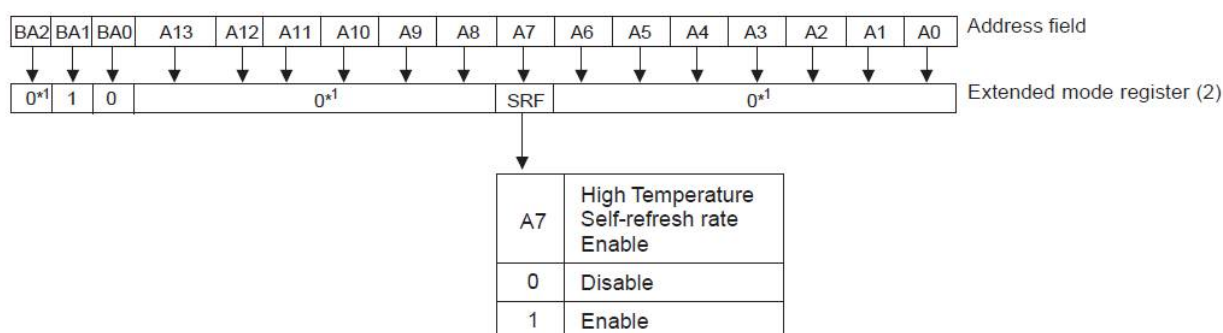 BA2 BA1 BA0 A13 A12 A11 A10 A9 A8 A7 A6 A5 A4 A3 A2 A1 A0 Address field
0*1 1 0 0*1 SRF 0*1 Extended mode register (2)
High Temperature
A7 Self-refresh rate
Enable
0 Disable
1 Enable